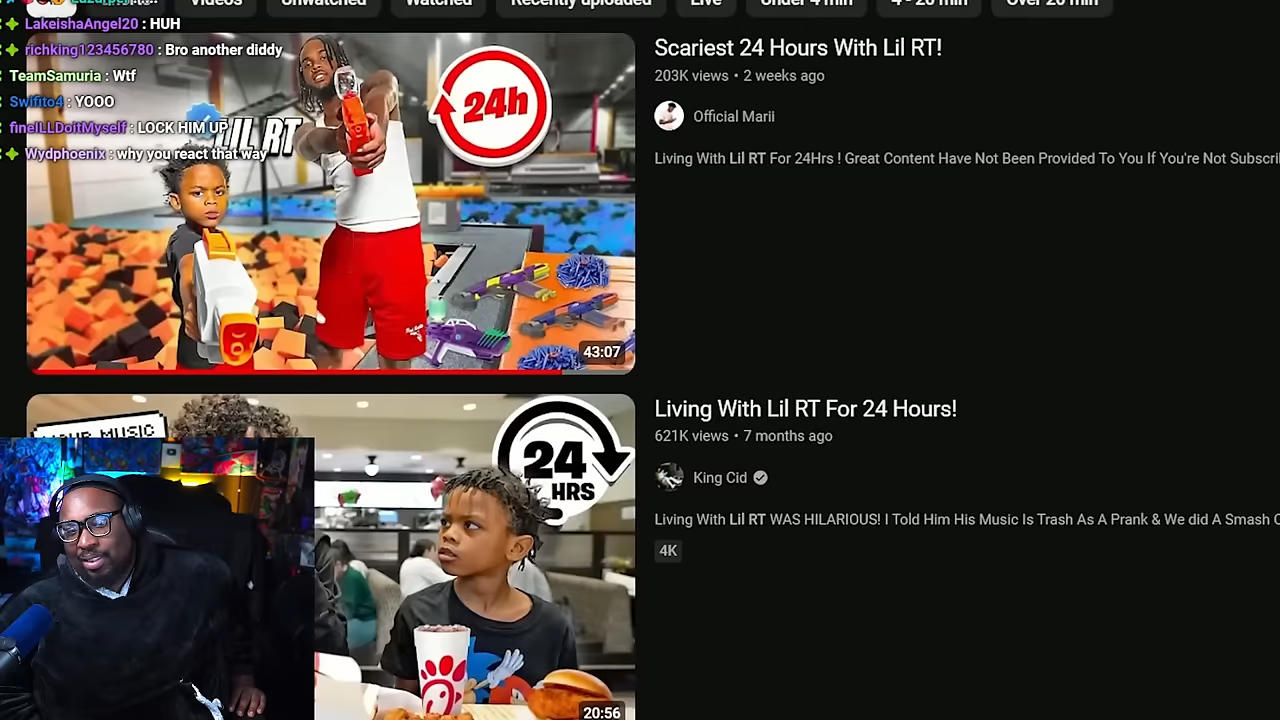 Videos Unwatched Watched Recently uploaded Live Under 4 min 4 - 20 min Over 20 min
LakeishaAngel20 : HUH
richking123456780 : Bro another diddy
TeamSamuria : Wtf
Swifito4 : YOOO
fineILLDoitMyself : LOCK HIM UP
Wydphoenix : why you react that way
24h
LIL RT
43:07
Scariest 24 Hours With Lil RT!
203K views • 2 weeks ago
Official Marii
Living With Lil RT For 24Hrs ! Great Content Have Not Been Provided To You If You're Not Subscri
MUSIC
24
HRS
20:56
Living With Lil RT For 24 Hours!
621K views • 7 months ago
King Cid
Living With Lil RT WAS HILARIOUS! I Told Him His Music Is Trash As A Prank & We did A Smash O
4K